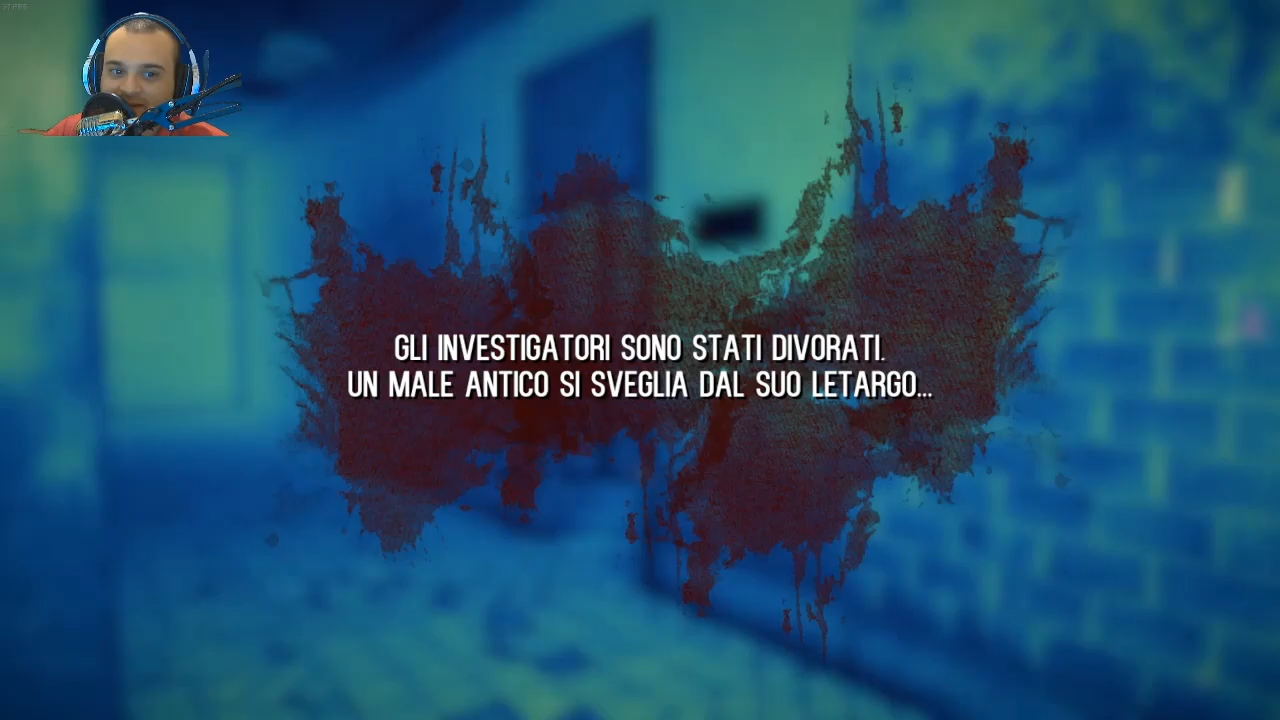 GLI INVESTIGATORI SONO STATI DIVORATI.
UN MALE ANTICO SI SVEGLIA DAL SUO LETARGO...